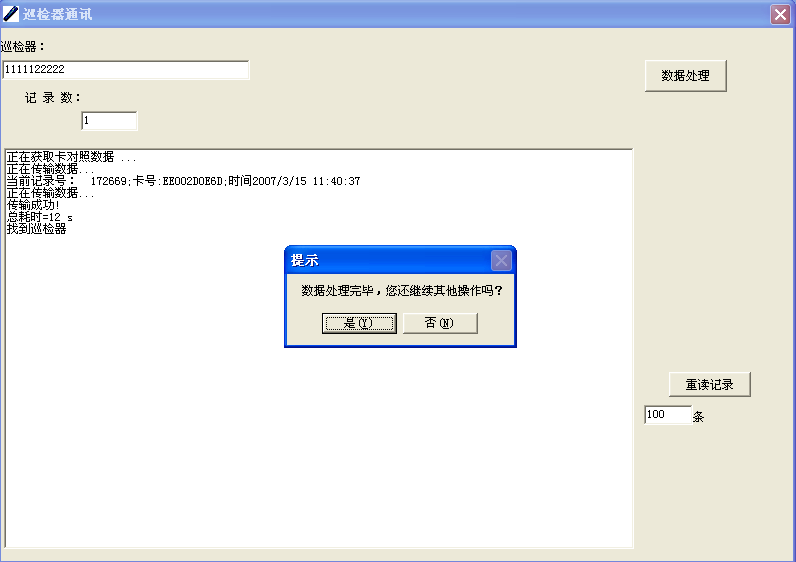 巡检器通讯
巡检器：
1111122222
数据处理
记 录 数：
1
正在获取卡对照数据 ...
正在传输数据...
当前记录号： 172669;卡号:EE002D0E6D;时间2007/3/15 11:40:37
正在传输数据...
传输成功!
总耗时=12 s
找到巡检器
提示
数据处理完毕，您还继续其他操作吗？
是(Y)
否(N)
重读记录
100 条